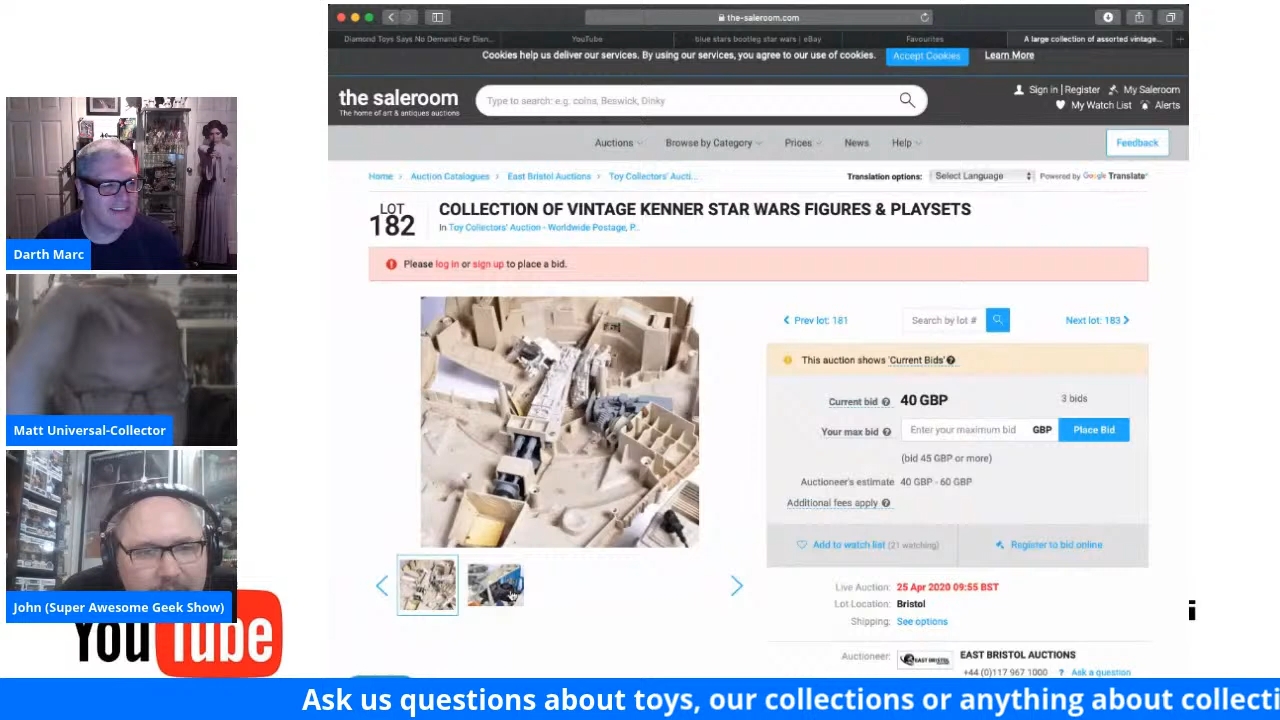 the-saleroom.com
Diamond Toys Says No Demand For Disn...
YouTube
blue stars bootleg star wars | eBay
Favourites
A large collection of assorted vintage...
Cookies help us deliver our services. By using our services, you agree to our use of cookies.
Accept Cookies
Learn More
the saleroom
The home of art & antiques auctions
Type to search: e.g. coins, Beswick, Dinky
Sign in | Register
My Saleroom
My Watch List
Alerts
Auctions
Browse by Category
Prices
News
Help
Feedback
Home > Auction Catalogues > East Bristol Auctions > Toy Collectors' Aucti...
Translation options:
Select Language
Powered by Google Translate
LOT
182
COLLECTION OF VINTAGE KENNER STAR WARS FIGURES & PLAYSETS
In Toy Collectors' Auction - Worldwide Postage, P...
Please log in or sign up to place a bid.
Prev lot: 181
Search by lot #
Next lot: 183
This auction shows 'Current Bids'
Current bid
40 GBP
3 bids
Your max bid
Enter your maximum bid
GBP
Place Bid
(bid 45 GBP or more)
Auctioneer's estimate
40 GBP - 60 GBP
Additional fees apply
Add to watch list (21 watching)
Register to bid online
Live Auction: 25 Apr 2020 09:55 BST
Lot Location: Bristol
Shipping: See options
Auctioneer:
EAST BRISTOL
EAST BRISTOL AUCTIONS
+44 (0)117 967 1000
? Ask a question
Darth Marc
Matt Universal-Collector
John (Super Awesome Geek Show)
YouTube
i
Ask us questions about toys, our collections or anything about collecti